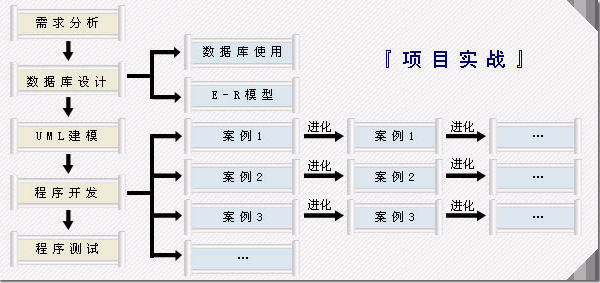 需求分析
数据库使用
『项目实战』
数据库设计
E-R模型
UML建模
案例1
进化
案例1
进化
…
程序开发
案例2
进化
案例2
进化
…
案例3
进化
案例3
进化
…
程序测试
…